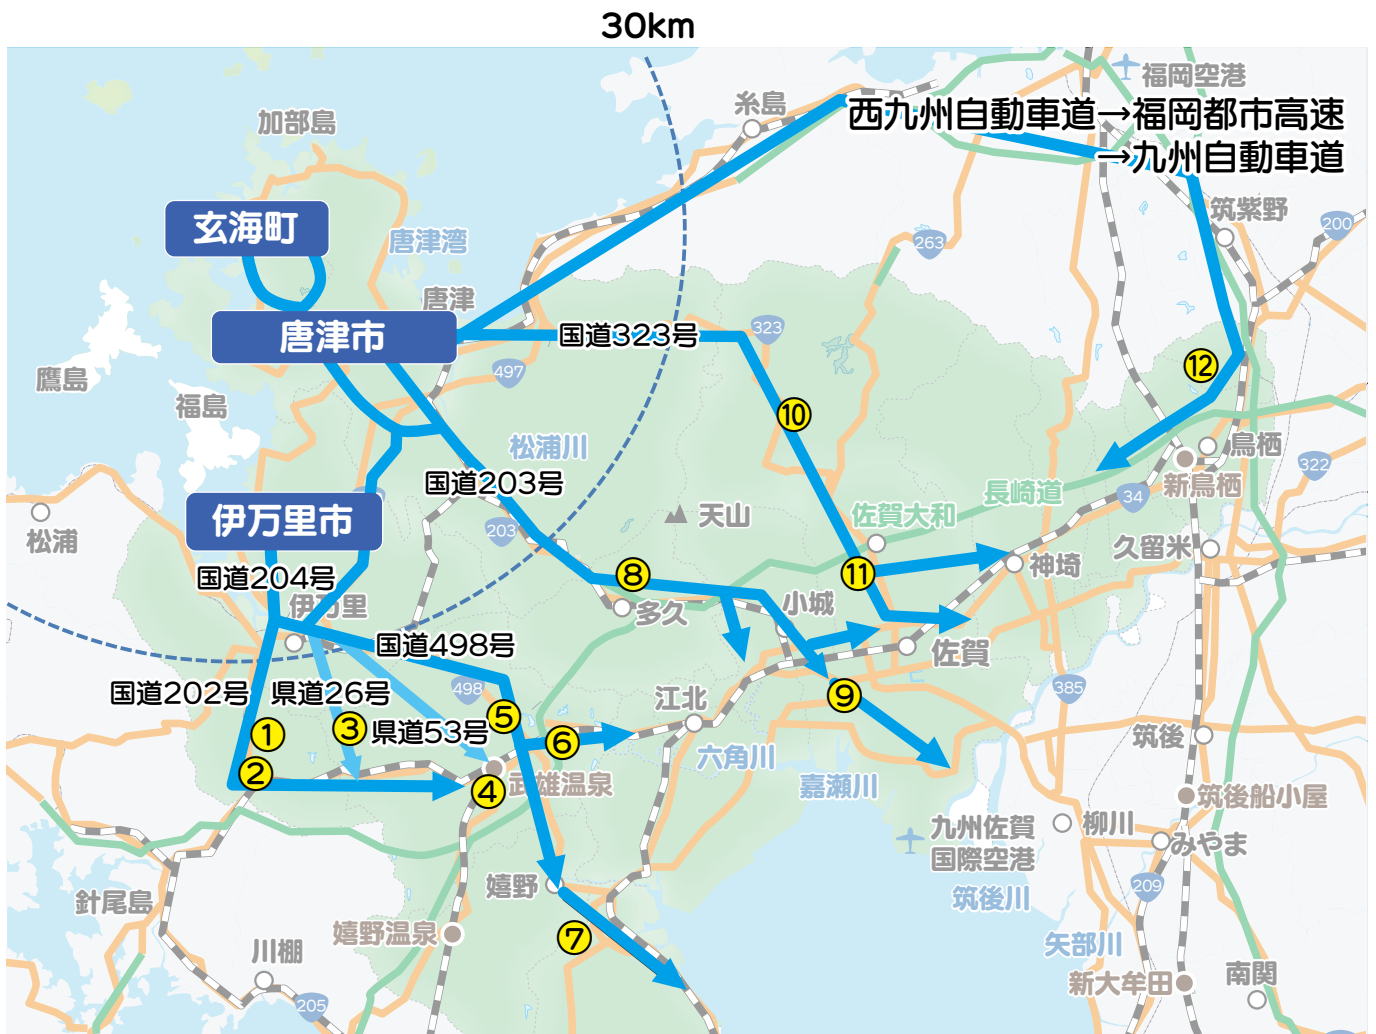 30km
福岡空港
糸島
西九州自動車道→福岡都市高速
→九州自動車道
加部島
筑紫野
200
玄海町
唐津湾
263
唐津
唐津市
国道323号
323
497
⑫
鷹島
福島
⑩
松浦川
鳥栖
322
国道203号
長崎道
新鳥栖
34
伊万里市
天山
佐賀大和
松浦
203
久留米
神埼
国道204号
⑧
⑪
伊万里
多久
小城
国道498号
佐賀
国道202号
県道26号
498
385
江北
⑨
①
③
県道53号
⑤
⑥
筑後
六角川
②
④
武雄温泉
嘉瀬川
筑後船小屋
九州佐賀
国際空港
柳川
みやま
嬉野
209
針尾島
筑後川
嬉野温泉
⑦
矢部川
川棚
新大牟田
南関
205